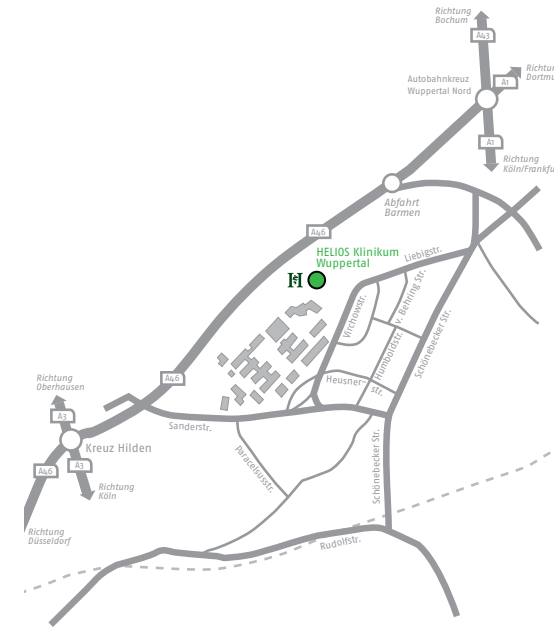 Richtung
Bochum
A43
Richtung
Dortmu
A1
Autobahnkreuz
Wuppertal Nord
A1
Richtung
Köln/Frankfu
Abfahrt
Barmen
A46
HELIOS Klinikum
Wuppertal
H
Liebigstr.
Virchowstr.
v. Behring Str.
Humboldtstr.
Schönebecker Str.
Heusner-
str.
A46
Richtung
Oberhausen
A3
Kreuz Hilden
A46
A3
Richtung
Köln
Richtung
Düsseldorf
Sanderstr.
Paracelsusstr.
Schönebecker Str.
Rudolfstr.